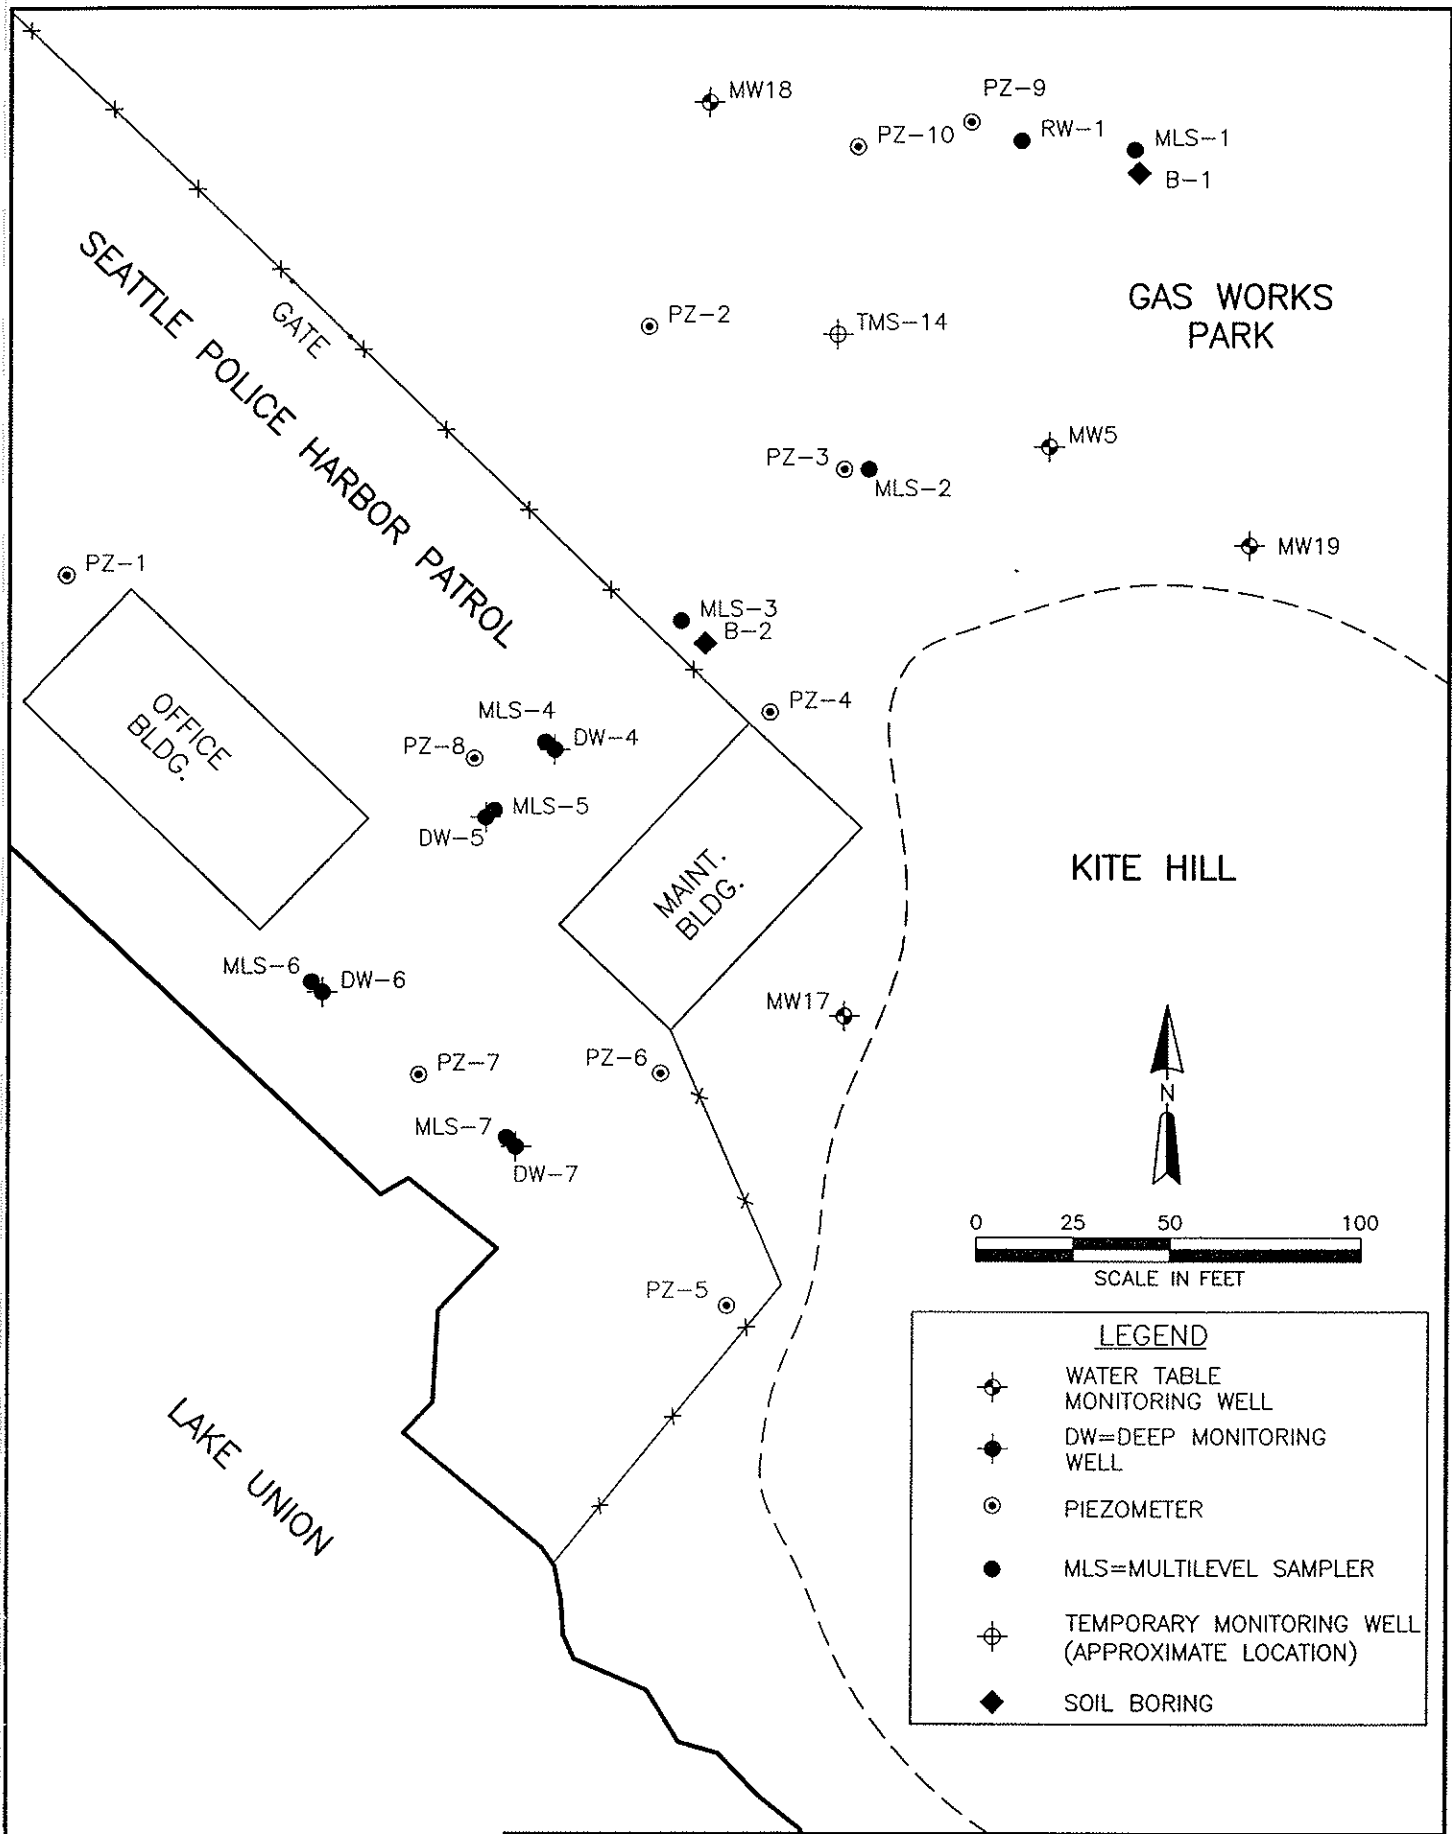 MW18
PZ-9
PZ-10
RW-1
MLS-1
B-1
SEATTLE POLICE HARBOR PATROL
GATE
PZ-2
TMS-14
GAS WORKS
PARK
MW5
PZ-3
MLS-2
MW19
PZ-1
MLS-3
B-2
OFFICE
BLDG.
MLS-4
DW-4
PZ-4
PZ-8
MLS-5
DW-5
MAINT.
BLDG.
KITE HILL
MLS-6
DW-6
MW17
PZ-7
PZ-6
N
MLS-7
DW-7
0 25 50 100
SCALE IN FEET
PZ-5
LAKE UNION
LEGEND
WATER TABLE
MONITORING WELL
DW=DEEP MONITORING
WELL
PIEZOMETER
MLS=MULTILEVEL SAMPLER
TEMPORARY MONITORING WELL
(APPROXIMATE LOCATION)
SOIL BORING